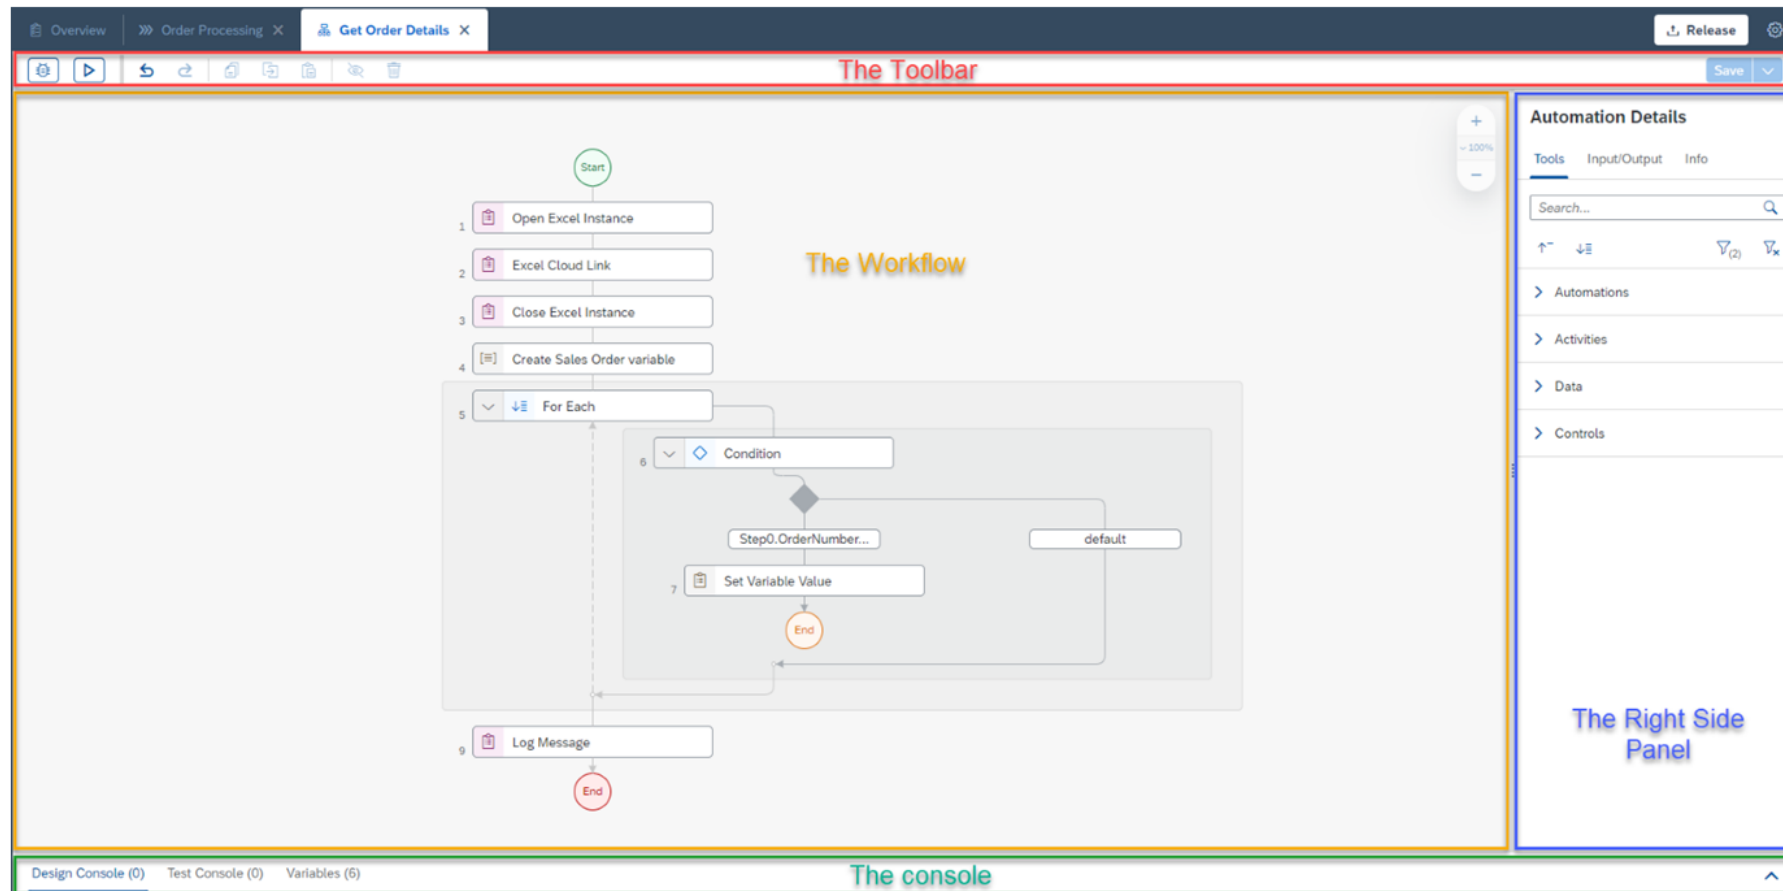 Overview
Order Processing
Get Order Details
Release
The Toolbar
Save
100%
Start
1
Open Excel Instance
2
Excel Cloud Link
The Workflow
3
Close Excel Instance
4
Create Sales Order variable
5
For Each
6
Condition
Step0.OrderNumber...
default
7
Set Variable Value
End
9
Log Message
End
Automation Details
Tools
Input/Output
Info
Search...
(2)
Automations
Activities
Data
Controls
The Right Side
Panel
Design Console (0)
Test Console (0)
Variables (6)
The console